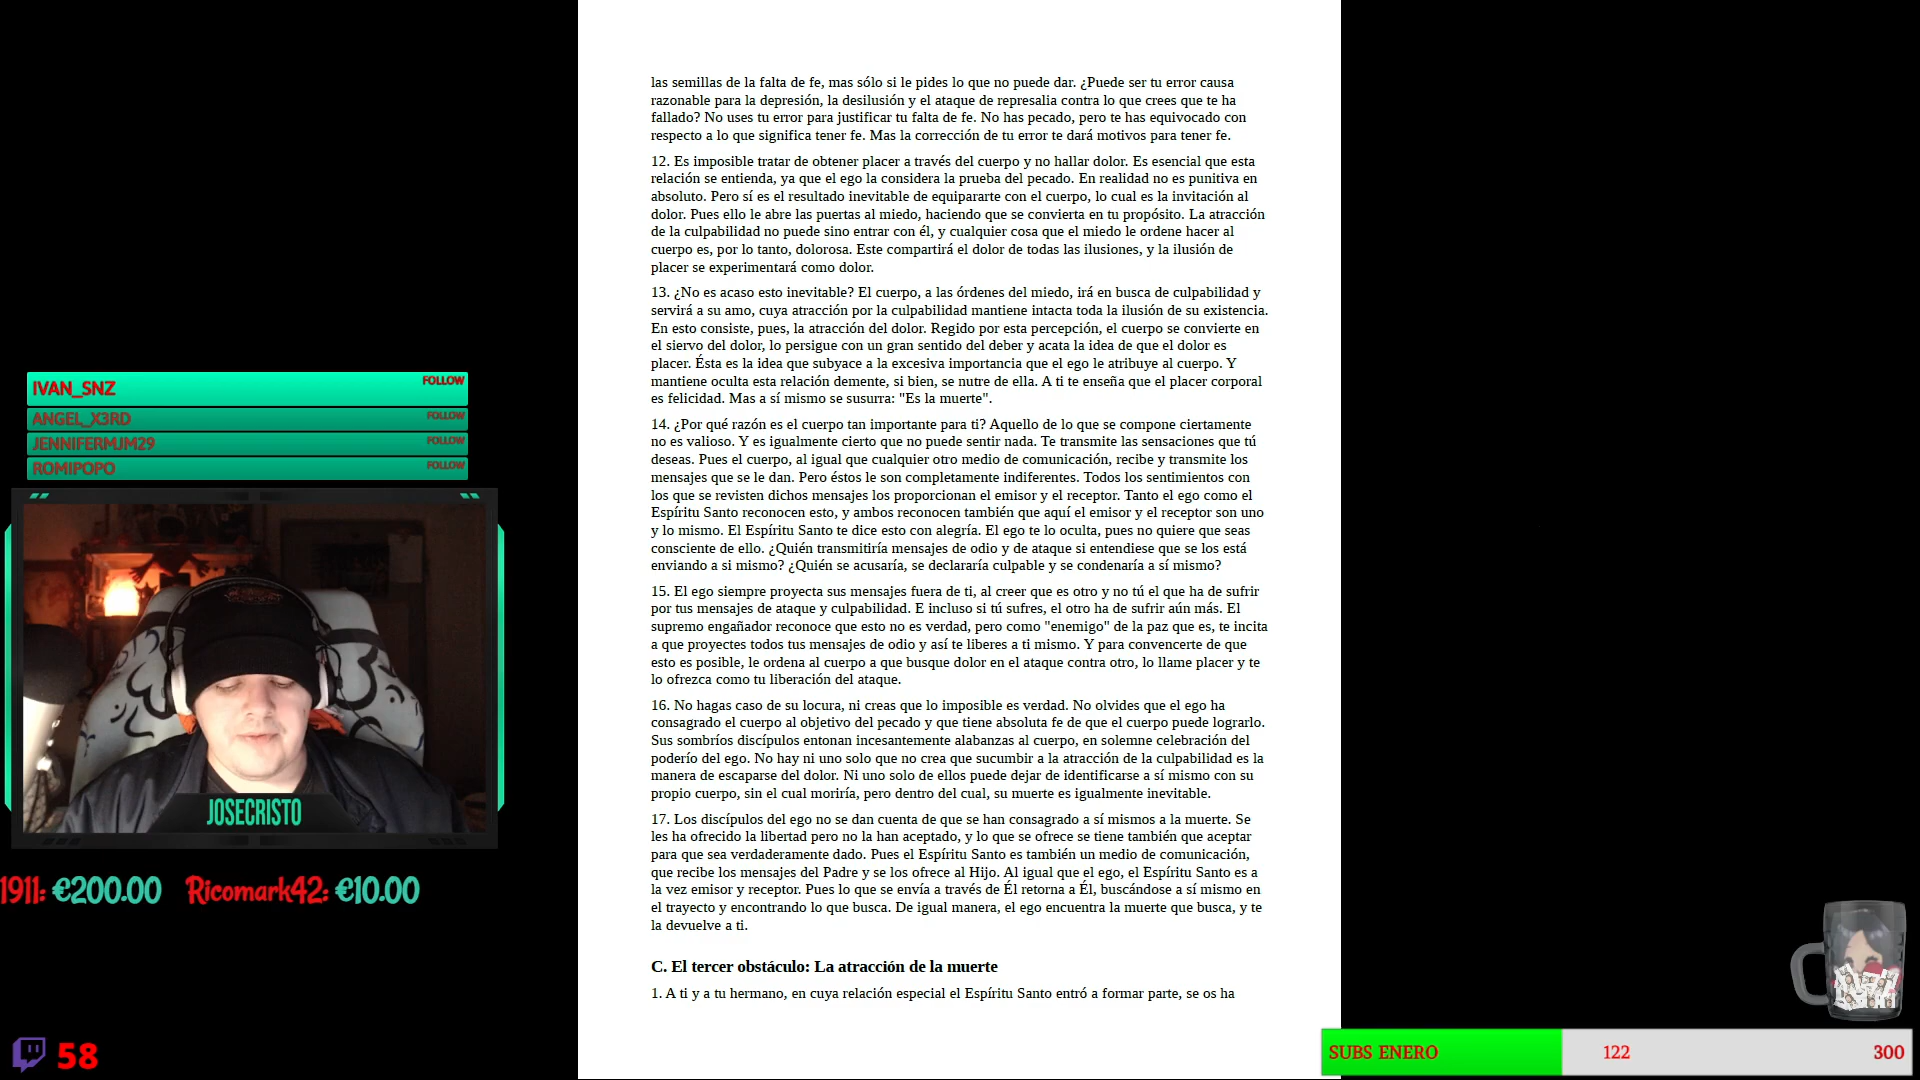 las semillas de la falta de fe, mas sólo si le pides lo que no puede dar. ¿Puede ser tu error causa
razonable para la depresión, la desilusión y el ataque de represalia contra lo que crees que te ha
fallado? No uses tu error para justificar tu falta de fe. No has pecado, pero te has equivocado con
respecto a lo que significa tener fe. Mas la corrección de tu error te dará motivos para tener fe.
12. Es imposible tratar de obtener placer a través del cuerpo y no hallar dolor. Es esencial que esta
relación se entienda, ya que el ego la considera la prueba del pecado. En realidad no es punitiva en
absoluto. Pero sí es el resultado inevitable de equipararte con el cuerpo, lo cual es la invitación al
dolor. Pues ello le abre las puertas al miedo, haciendo que se convierta en tu propósito. La atracción
de la culpabilidad no puede sino entrar con él, y cualquier cosa que el miedo le ordene hacer al
cuerpo es, por lo tanto, dolorosa. Este compartirá el dolor de todas las ilusiones, y la ilusión de
placer se experimentará como dolor.
13. ¿No es acaso esto inevitable? El cuerpo, a las órdenes del miedo, irá en busca de culpabilidad y
servirá a su amo, cuya atracción por la culpabilidad mantiene intacta toda la ilusión de su existencia.
En esto consiste, pues, la atracción del dolor. Regido por esta percepción, el cuerpo se convierte en
el siervo del dolor, lo persigue con un gran sentido del deber y acata la idea de que el dolor es
placer. Ésta es la idea que subyace a la excesiva importancia que el ego le atribuye al cuerpo. Y
mantiene oculta esta relación demente, si bien, se nutre de ella. A ti te enseña que el placer corporal
es felicidad. Mas a sí mismo se susurra: "Es la muerte".
14. ¿Por qué razón es el cuerpo tan importante para ti? Aquello de lo que se compone ciertamente
no es valioso. Y es igualmente cierto que no puede sentir nada. Te transmite las sensaciones que tú
deseas. Pues el cuerpo, al igual que cualquier otro medio de comunicación, recibe y transmite los
mensajes que se le dan. Pero éstos le son completamente indiferentes. Todos los sentimientos con
los que se revisten dichos mensajes los proporcionan el emisor y el receptor. Tanto el ego como el
Espíritu Santo reconocen esto, y ambos reconocen también que aquí el emisor y el receptor son uno
y lo mismo. El Espíritu Santo te dice esto con alegría. El ego te lo oculta, pues no quiere que seas
consciente de ello. ¿Quién transmitiría mensajes de odio y de ataque si entendiese que se los está
enviando a si mismo? ¿Quién se acusaría, se declararía culpable y se condenaría a sí mismo?
15. El ego siempre proyecta sus mensajes fuera de ti, al creer que es otro y no tú el que ha de sufrir
por tus mensajes de ataque y culpabilidad. E incluso si tú sufres, el otro ha de sufrir aún más. El
supremo engañador reconoce que esto no es verdad, pero como "enemigo" de la paz que es, te incita
a que proyectes todos tus mensajes de odio y así te liberes a ti mismo. Y para convencerte de que
esto es posible, le ordena al cuerpo a que busque dolor en el ataque contra otro, lo llame placer y te
lo ofrezca como tu liberación del ataque.
16. No hagas caso de su locura, ni creas que lo imposible es verdad. No olvides que el ego ha
consagrado el cuerpo al objetivo del pecado y que tiene absoluta fe de que el cuerpo puede lograrlo.
Sus sombríos discípulos entonan incesantemente alabanzas al cuerpo, en solemne celebración del
poderío del ego. No hay ni uno solo que no crea que sucumbir a la atracción de la culpabilidad es la
manera de escaparse del dolor. Ni uno solo de ellos puede dejar de identificarse a sí mismo con su
propio cuerpo, sin el cual moriría, pero dentro del cual, su muerte es igualmente inevitable.
17. Los discípulos del ego no se dan cuenta de que se han consagrado a sí mismos a la muerte. Se
les ha ofrecido la libertad pero no la han aceptado, y lo que se ofrece se tiene también que aceptar
para que sea verdaderamente dado. Pues el Espíritu Santo es también un medio de comunicación,
que recibe los mensajes del Padre y se los ofrece al Hijo. Al igual que el ego, el Espíritu Santo es a
la vez emisor y receptor. Pues lo que se envía a través de Él retorna a Él, buscándose a sí mismo en
el trayecto y encontrando lo que busca. De igual manera, el ego encuentra la muerte que busca, y te
la devuelve a ti.
C. El tercer obstáculo: La atracción de la muerte
1. A ti y a tu hermano, en cuya relación especial el Espíritu Santo entró a formar parte, se os ha
IVAN_SNZ FOLLOW
ANGEL_X3RD FOLLOW
JENNIFERMJM29 FOLLOW
ROMIPOPO FOLLOW
JOSECRISTO
1911: €200.00 Ricomark42: €10.00
58
SUBS ENERO 122 300